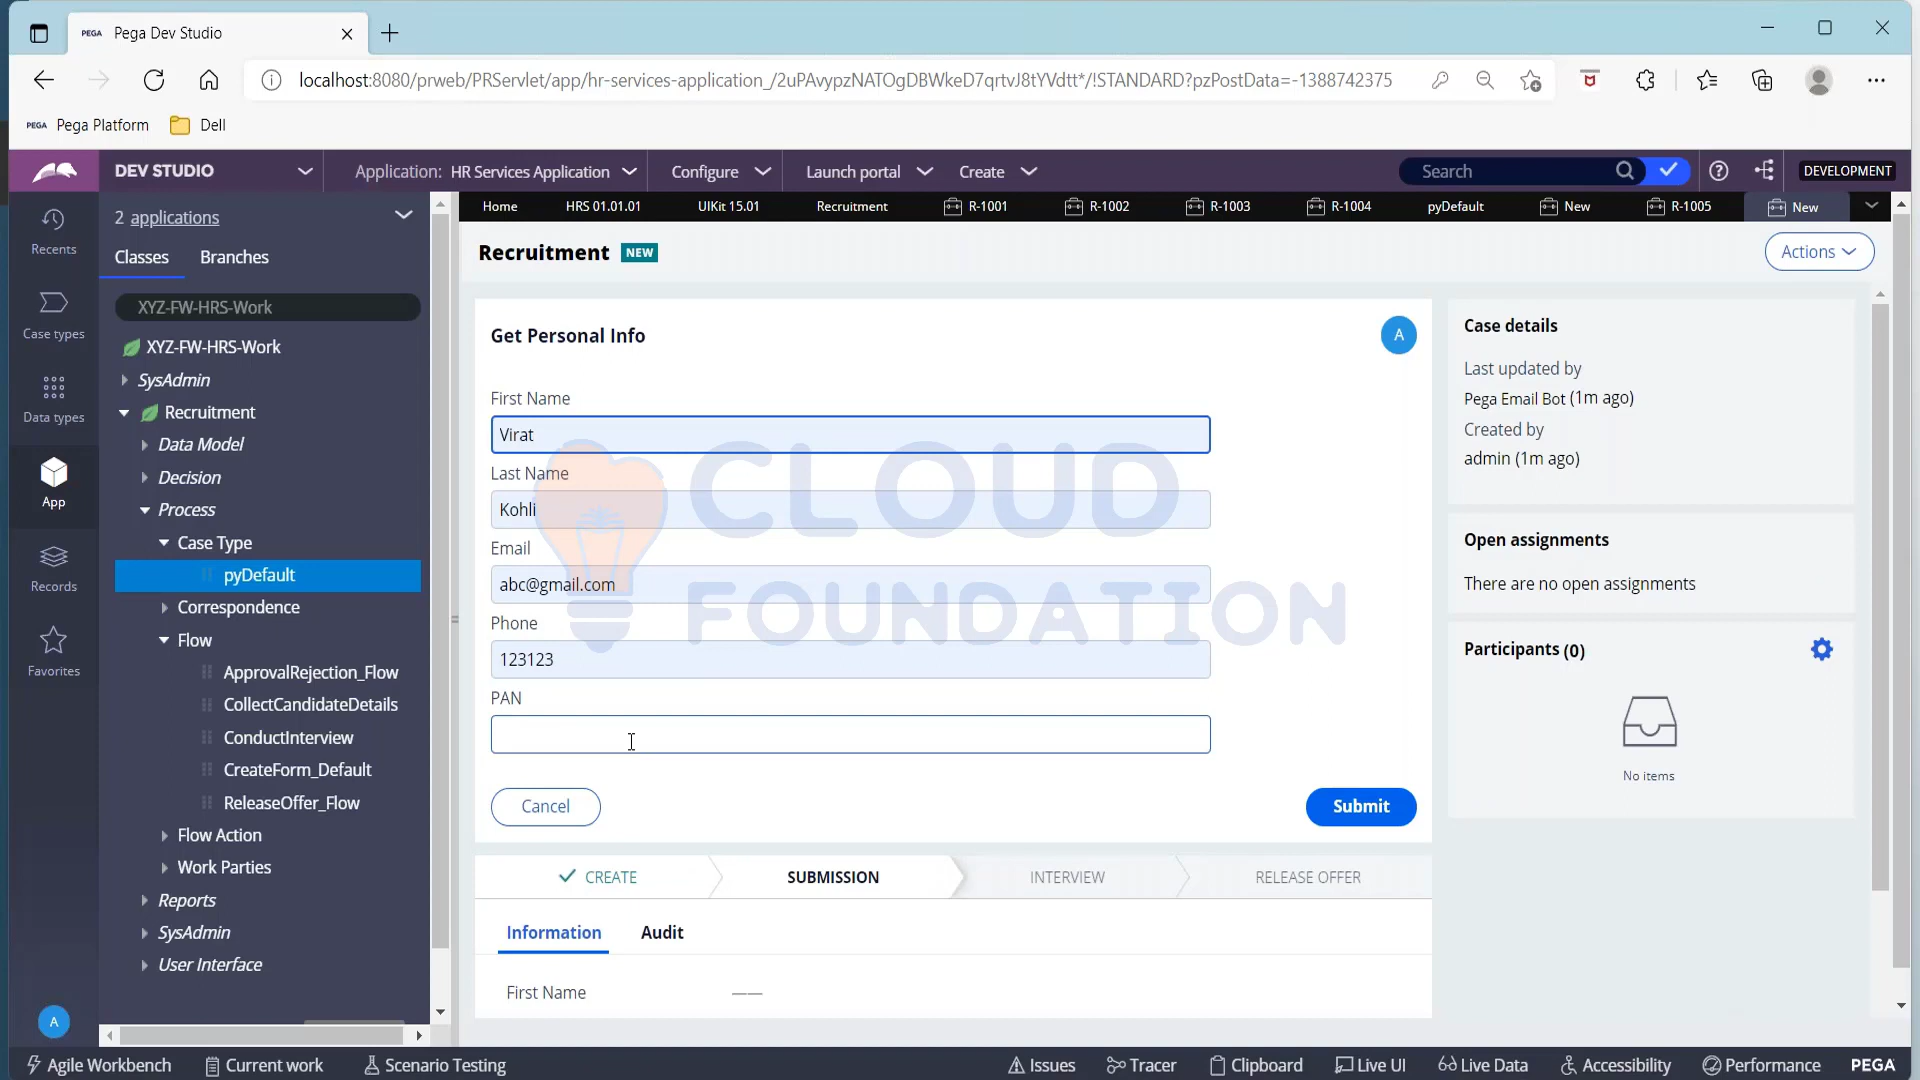 PEGA Pega Dev Studio
localhost:8080/prweb/PRServlet/app/hr-services-application_/2uPAvypzNATOgDBWkeD7qrtvJ8tYVdtt*/!STANDARD?pzPostData=-1388742375
PEGA Pega Platform Dell
DEV STUDIO Application: HR Services Application Configure Launch portal Create Search DEVELOPMENT
Home HRS 01.01.01 UIKit 15.01 Recruitment R-1001 R-1002 R-1003 R-1004 pyDefault New R-1005 New
Recents
Case types
Data types
App
Records
Favorites
A
2 applications
Classes Branches
XYZ-FW-HRS-Work
XYZ-FW-HRS-Work
SysAdmin
Recruitment
Data Model
Decision
Process
Case Type
pyDefault
Correspondence
Flow
ApprovalRejection_Flow
CollectCandidateDetails
ConductInterview
CreateForm_Default
ReleaseOffer_Flow
Flow Action
Work Parties
Reports
SysAdmin
User Interface
Recruitment NEW
Actions
Get Personal Info A
First Name
Virat
Last Name
Kohli
Email
abc@gmail.com
Phone
123123
PAN
Cancel Submit
CLOUD
FOUNDATION
CREATE SUBMISSION INTERVIEW RELEASE OFFER
Information Audit
First Name ——
Case details
Last updated by
Pega Email Bot (1m ago)
Created by
admin (1m ago)
Open assignments
There are no open assignments
Participants (0)
No items
Agile Workbench Current work Scenario Testing Issues Tracer Clipboard Live UI Live Data Accessibility Performance PEGA